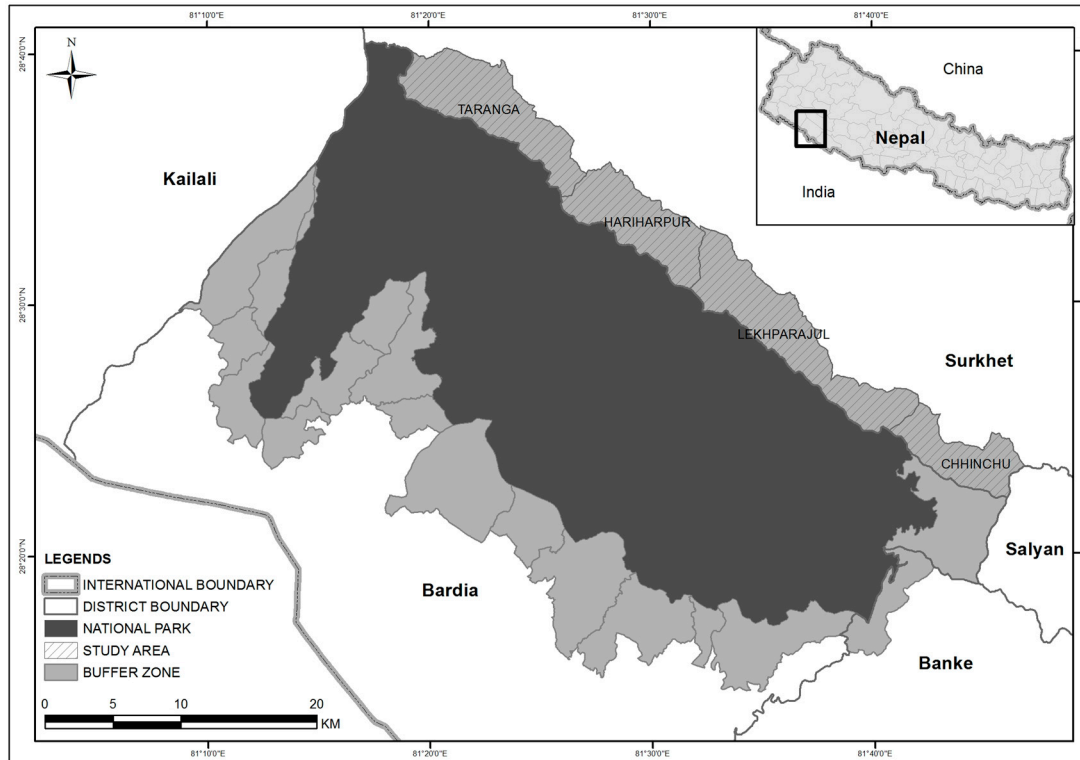 81°10'0"E
81°20'0"E
81°30'0"E
81°40'0"E
28°40'0"N
28°30'0"N
28°20'0"N
N
China
Nepal
India
TARANGA
Kailali
HARIHARPUR
LEKHPARAJUL
Surkhet
CHHINCHU
Salyan
Bardia
Banke
LEGENDS
INTERNATIONAL BOUNDARY
DISTRICT BOUNDARY
NATIONAL PARK
STUDY AREA
BUFFER ZONE
0 5 10 20
KM
81°10'0"E
81°20'0"E
81°30'0"E
81°40'0"E